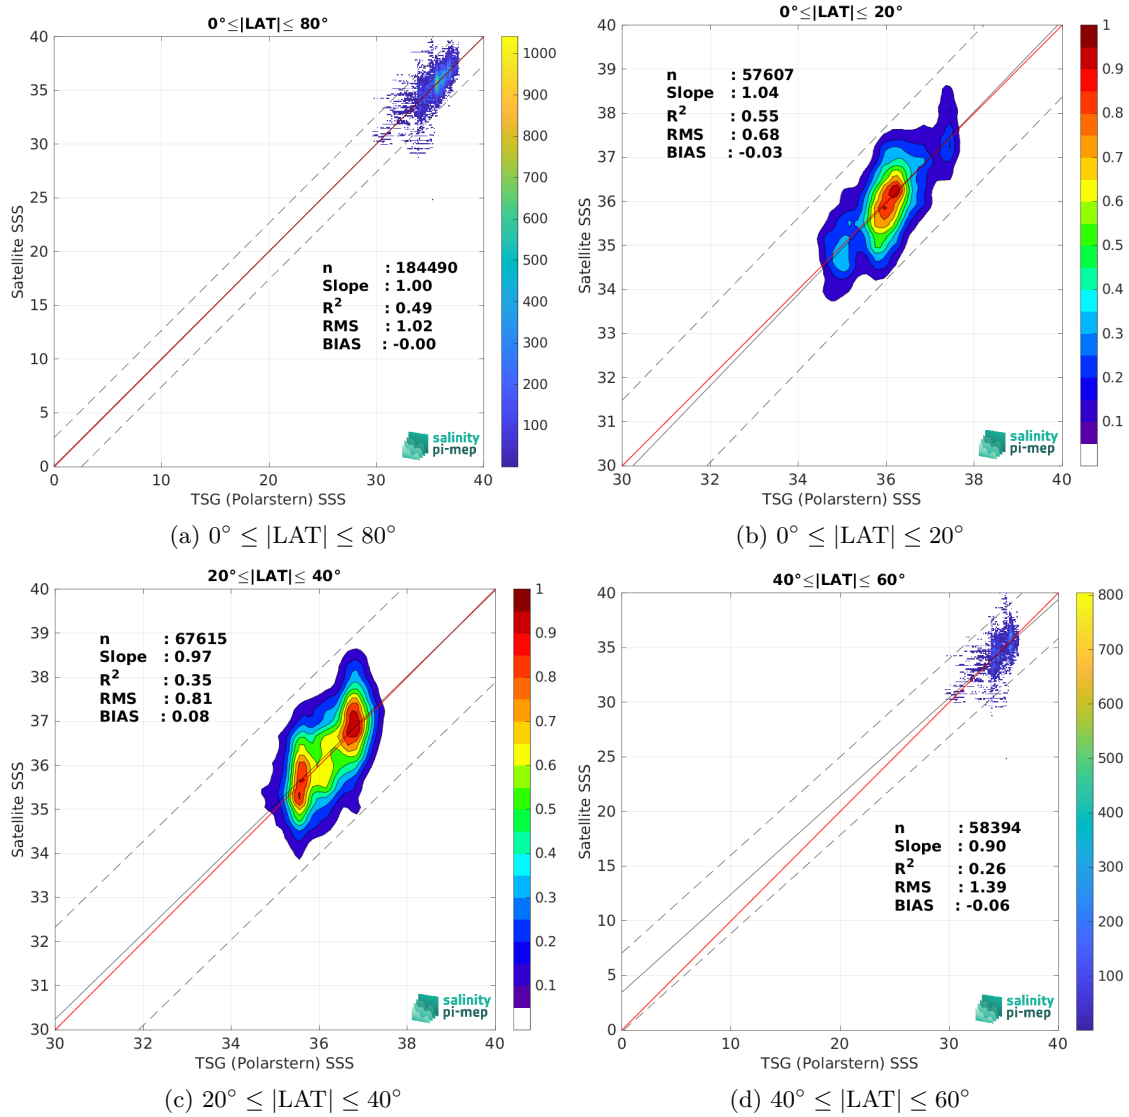 0°≤|LAT|≤ 80°
40
35
30
25
20
15
10
5
0
0
10
20
30
40
Satellite SSS
TSG (Polarstern) SSS
n : 184490
Slope : 1.00
R² : 0.49
RMS : 1.02
BIAS : -0.00
salinity
pi-mep
1000
900
800
700
600
500
400
300
200
100
(a) 0° ≤ |LAT| ≤ 80°
0°≤|LAT|≤ 20°
40
39
38
37
36
35
34
33
32
31
30
30
32
34
36
38
40
Satellite SSS
TSG (Polarstern) SSS
n : 57607
Slope : 1.04
R² : 0.55
RMS : 0.68
BIAS : -0.03
salinity
pi-mep
1
0.9
0.8
0.7
0.6
0.5
0.4
0.3
0.2
0.1
(b) 0° ≤ |LAT| ≤ 20°
20°≤|LAT|≤ 40°
40
39
38
37
36
35
34
33
32
31
30
30
32
34
36
38
40
Satellite SSS
TSG (Polarstern) SSS
n : 67615
Slope : 0.97
R² : 0.35
RMS : 0.81
BIAS : 0.08
salinity
pi-mep
1
0.9
0.8
0.7
0.6
0.5
0.4
0.3
0.2
0.1
(c) 20° ≤ |LAT| ≤ 40°
40°≤|LAT|≤ 60°
40
35
30
25
20
15
10
5
0
0
10
20
30
40
Satellite SSS
TSG (Polarstern) SSS
n : 58394
Slope : 0.90
R² : 0.26
RMS : 1.39
BIAS : -0.06
salinity
pi-mep
800
700
600
500
400
300
200
100
(d) 40° ≤ |LAT| ≤ 60°